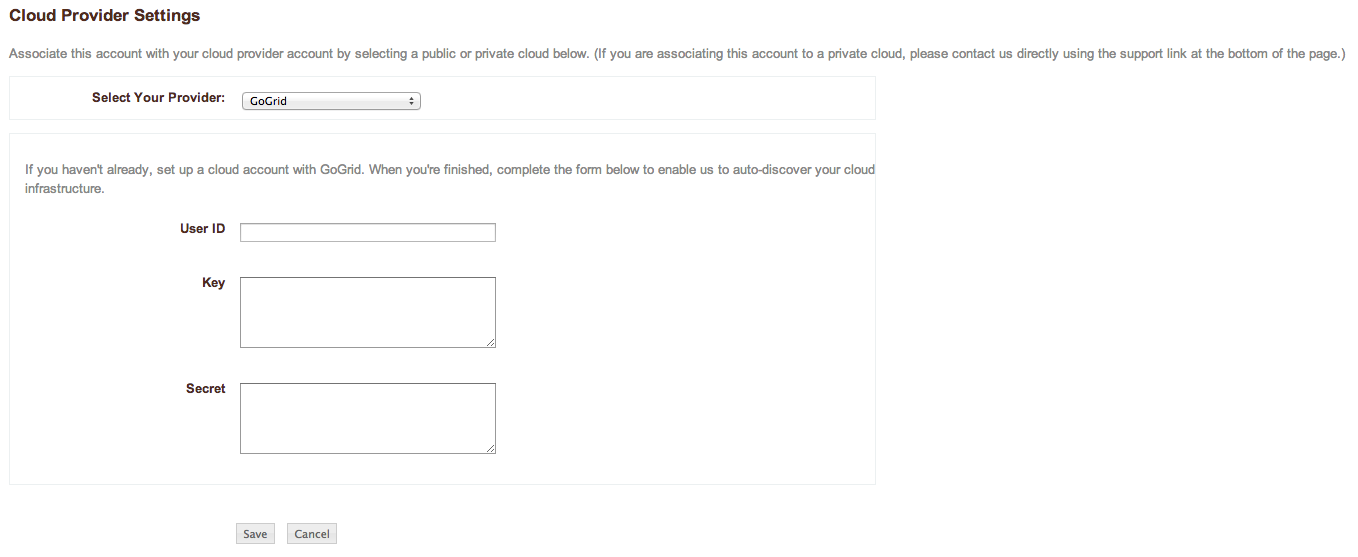 Cloud Provider Settings
Associate this account with your cloud provider account by selecting a public or private cloud below. (If you are associating this account to a private cloud, please contact us directly using the support link at the bottom of the page.)
Select Your Provider: GoGrid
If you haven't already, set up a cloud account with GoGrid. When you're finished, complete the form below to enable us to auto-discover your cloud
infrastructure.
User ID
Key
Secret
Save Cancel